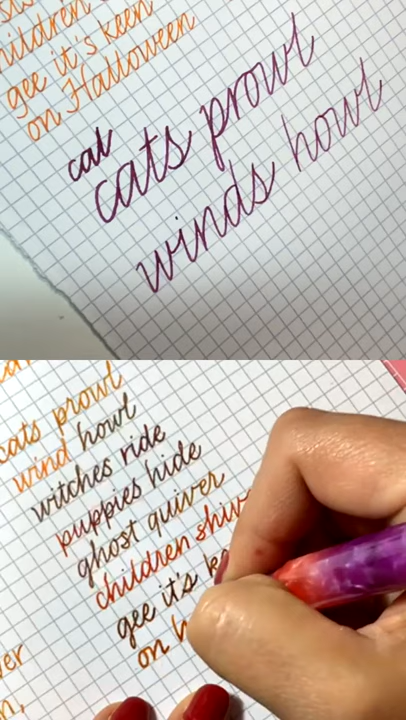 children
gee it's keen
on Halloween
cat
cats prowl
winds howl
cats prowl
wind howl
witches ride
puppies hide
ghost quiver
children shiv
gee it's ke
on